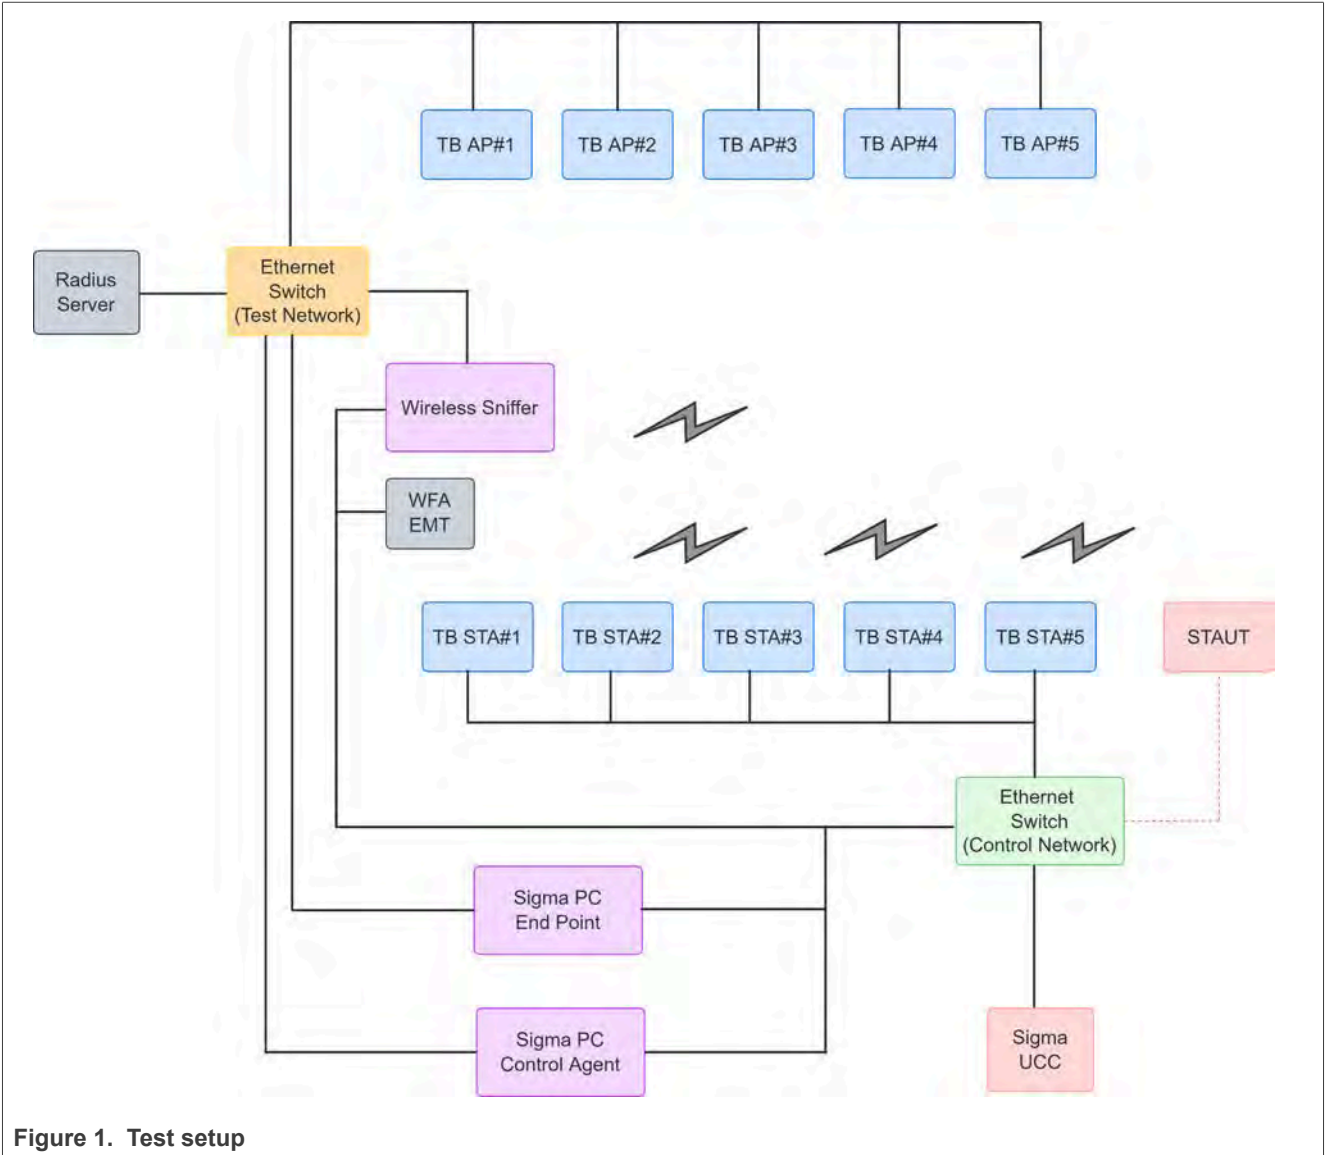 TB AP#1
TB AP#2
TB AP#3
TB AP#4
TB AP#5
Radius
Server
Ethernet
Switch
(Test Network)
Wireless Sniffer
WFA
EMT
TB STA#1
TB STA#2
TB STA#3
TB STA#4
TB STA#5
STAUT
Ethernet
Switch
(Control Network)
Sigma PC
End Point
Sigma PC
Control Agent
Sigma
UCC
Figure 1. Test setup